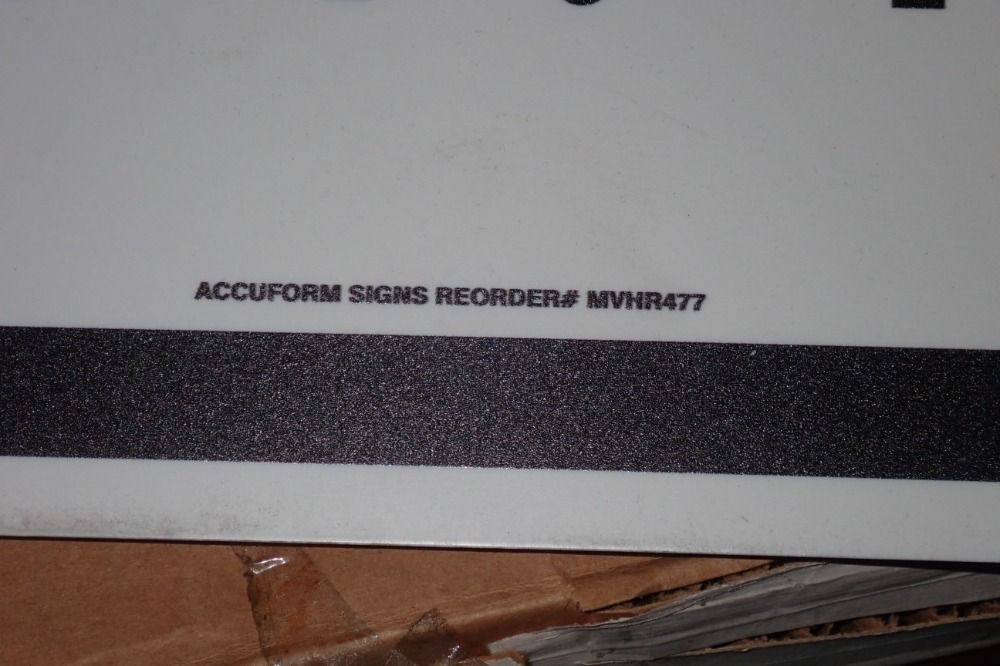 ACCUFORM SIGNS REORDER# MVHR477